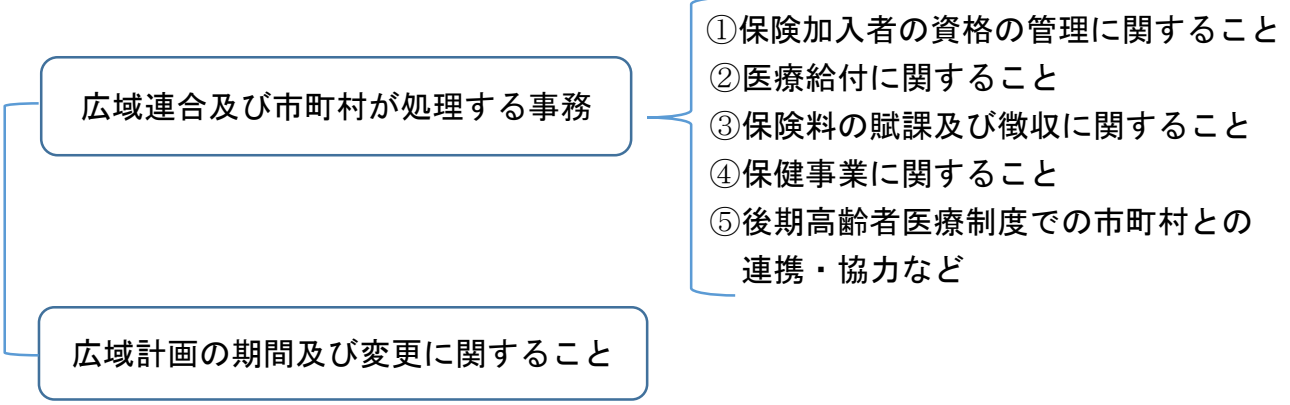 広域連合及び市町村が処理する事務
①保険加入者の資格の管理に関すること
②医療給付に関すること
③保険料の賦課及び徴収に関すること
④保健事業に関すること
⑤後期高齢者医療制度での市町村との
連携・協力など
広域計画の期間及び変更に関すること